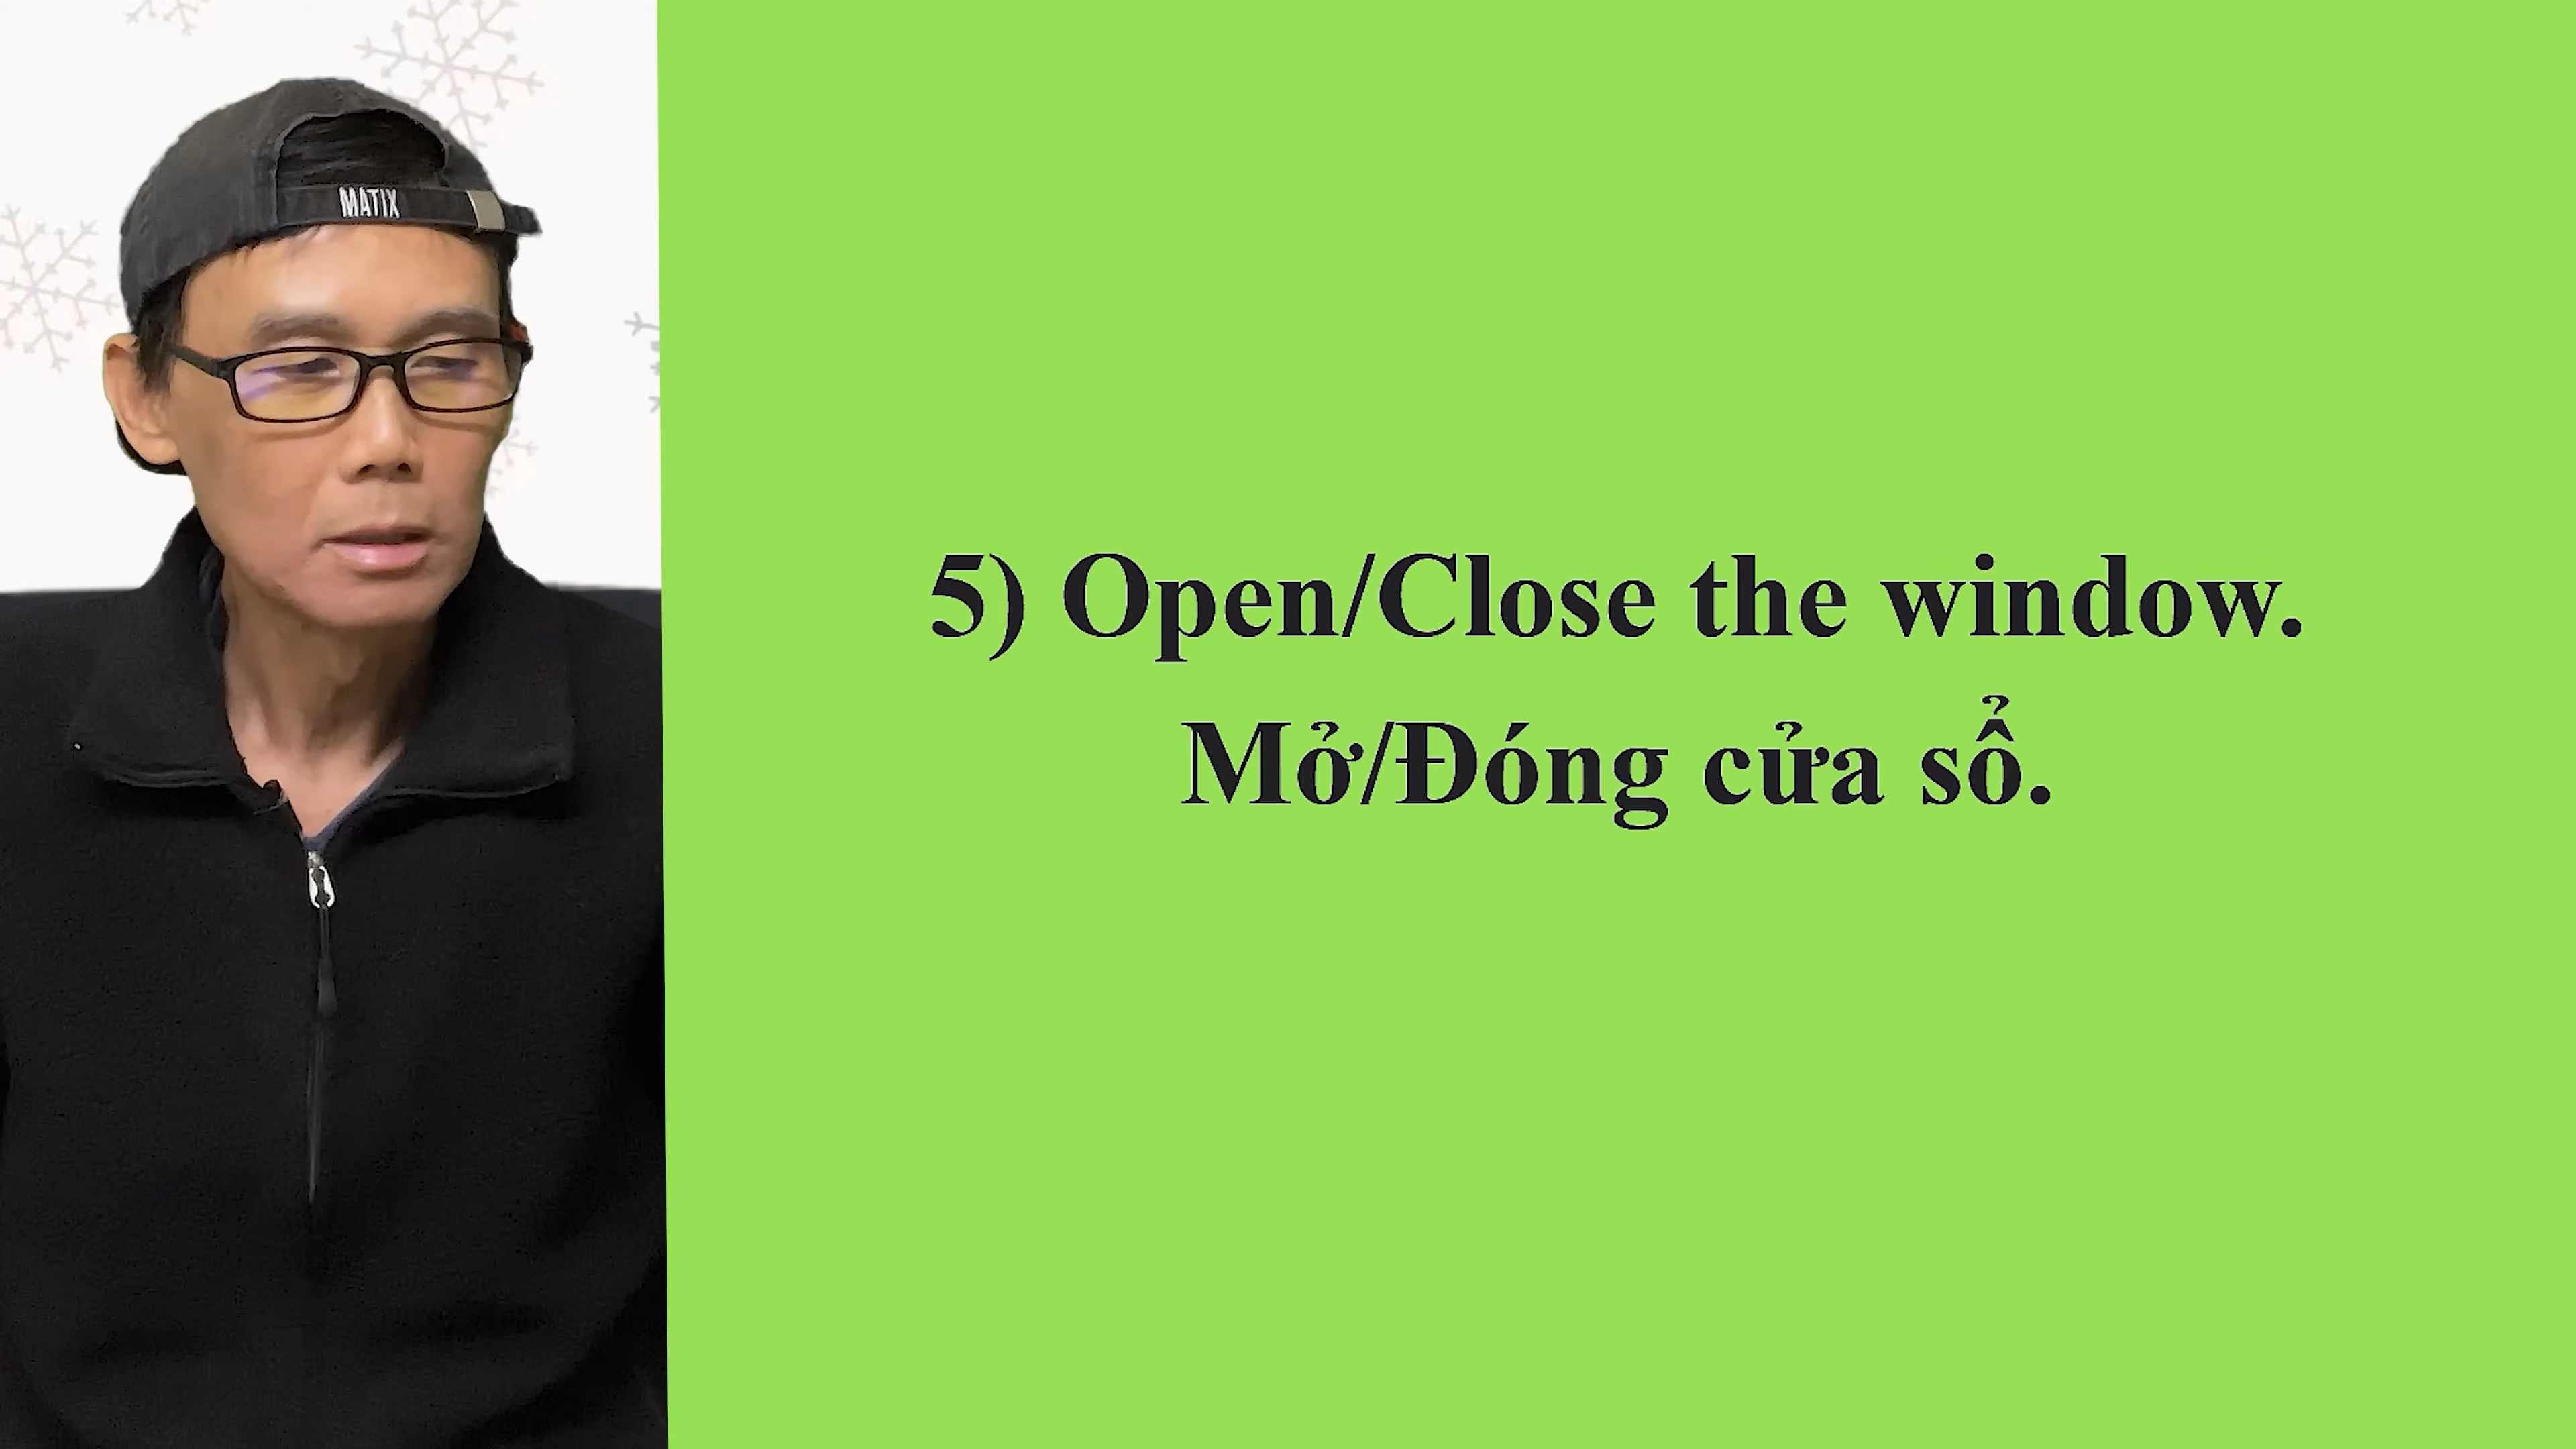 MATIX
5) Open/Close the window.
Mở/Đóng cửa sổ.